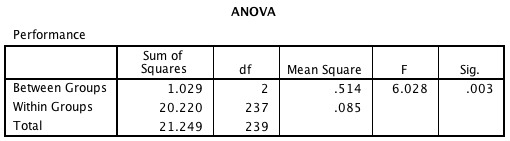 ANOVA
Performance
Sum of Squares df Mean Square F Sig.
Between Groups 1.029 2 .514 6.028 .003
Within Groups 20.220 237 .085
Total 21.249 239